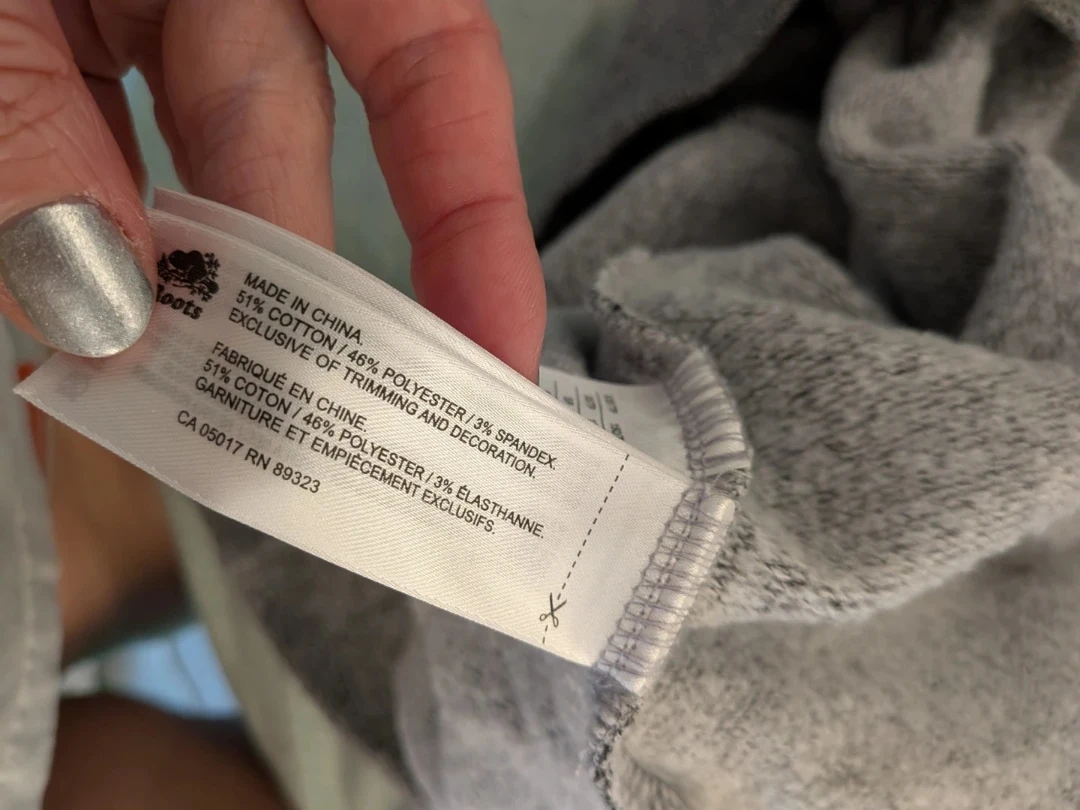 Roots
MADE IN CHINA.
51% COTTON / 46% POLYESTER / 3% SPANDEX.
EXCLUSIVE OF TRIMMING AND DECORATION.
FABRIQUÉ EN CHINE.
51% COTON / 46% POLYESTER / 3% ÉLASTHANNE.
GARNITURE ET EMPIÈCEMENT EXCLUSIFS.
CA 05017 RN 89323